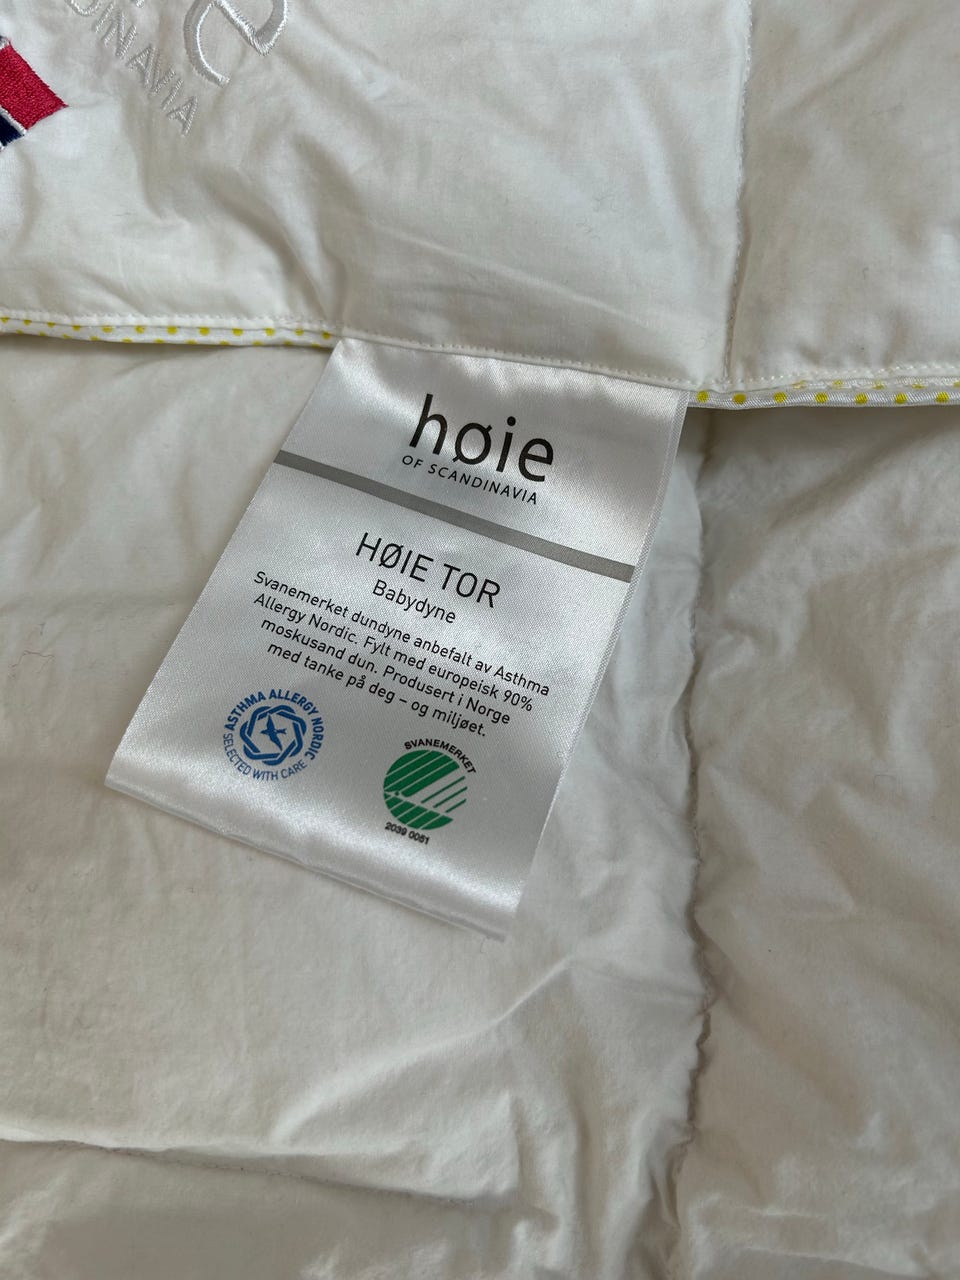 DINAVIA
høie
OF SCANDINAVIA
HØIE TOR
Babydyne
Svanemerket dundyne anbefalt av Asthma
Allergy Nordic. Fylt med europeisk 90%
moskusand dun. Produsert i Norge
med tanke på deg – og miljøet.
ASTHMA ALLERGY NORDIC
SELECTED WITH CARE
SVANEMERKET
2039 0051